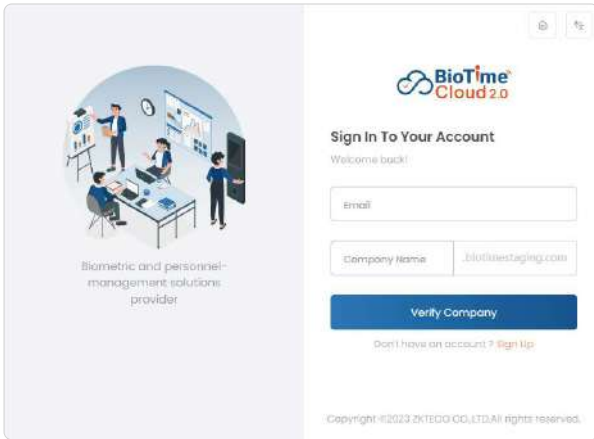 BioTime
Cloud 2.0
Sign In To Your Account
Welcome back!
Email
Company Name
.biotimestaging.com
Verify Company
Don't have an account ? Sign Up
Biometric and personnel-
management solutions
provider
Copyright ©2023 ZKTECO CO.,LTD.All rights reserved.